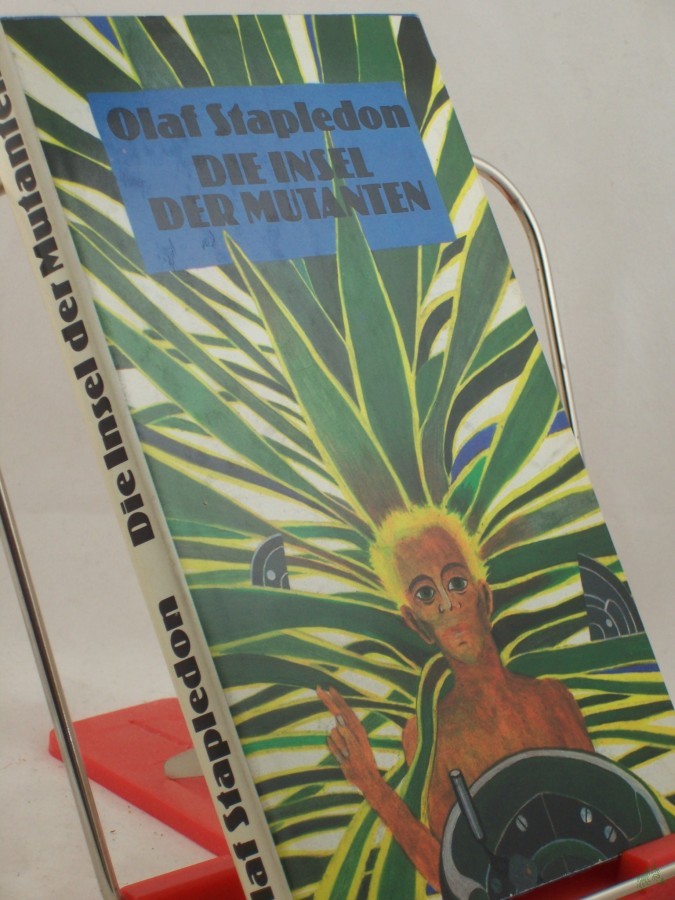 Olaf Stapledon
DIE INSEL
DER MUTANTEN
Die Insel der Mutanten
Olaf Stapledon